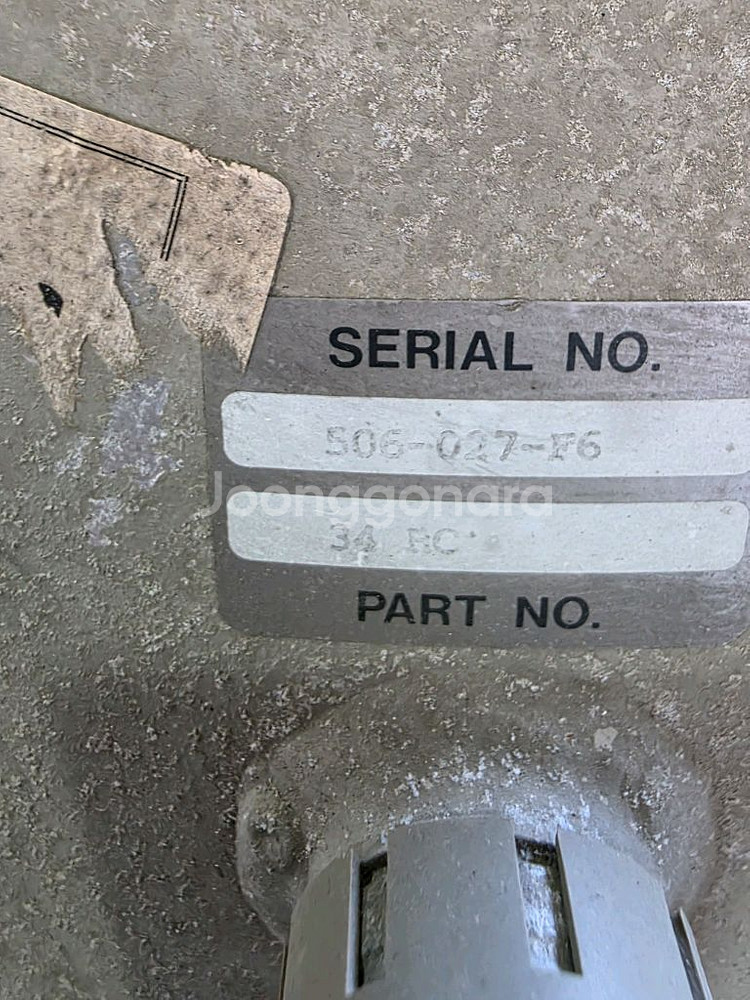 SERIAL NO.
506-027-F6
Joonggonara
34 RC
PART NO.